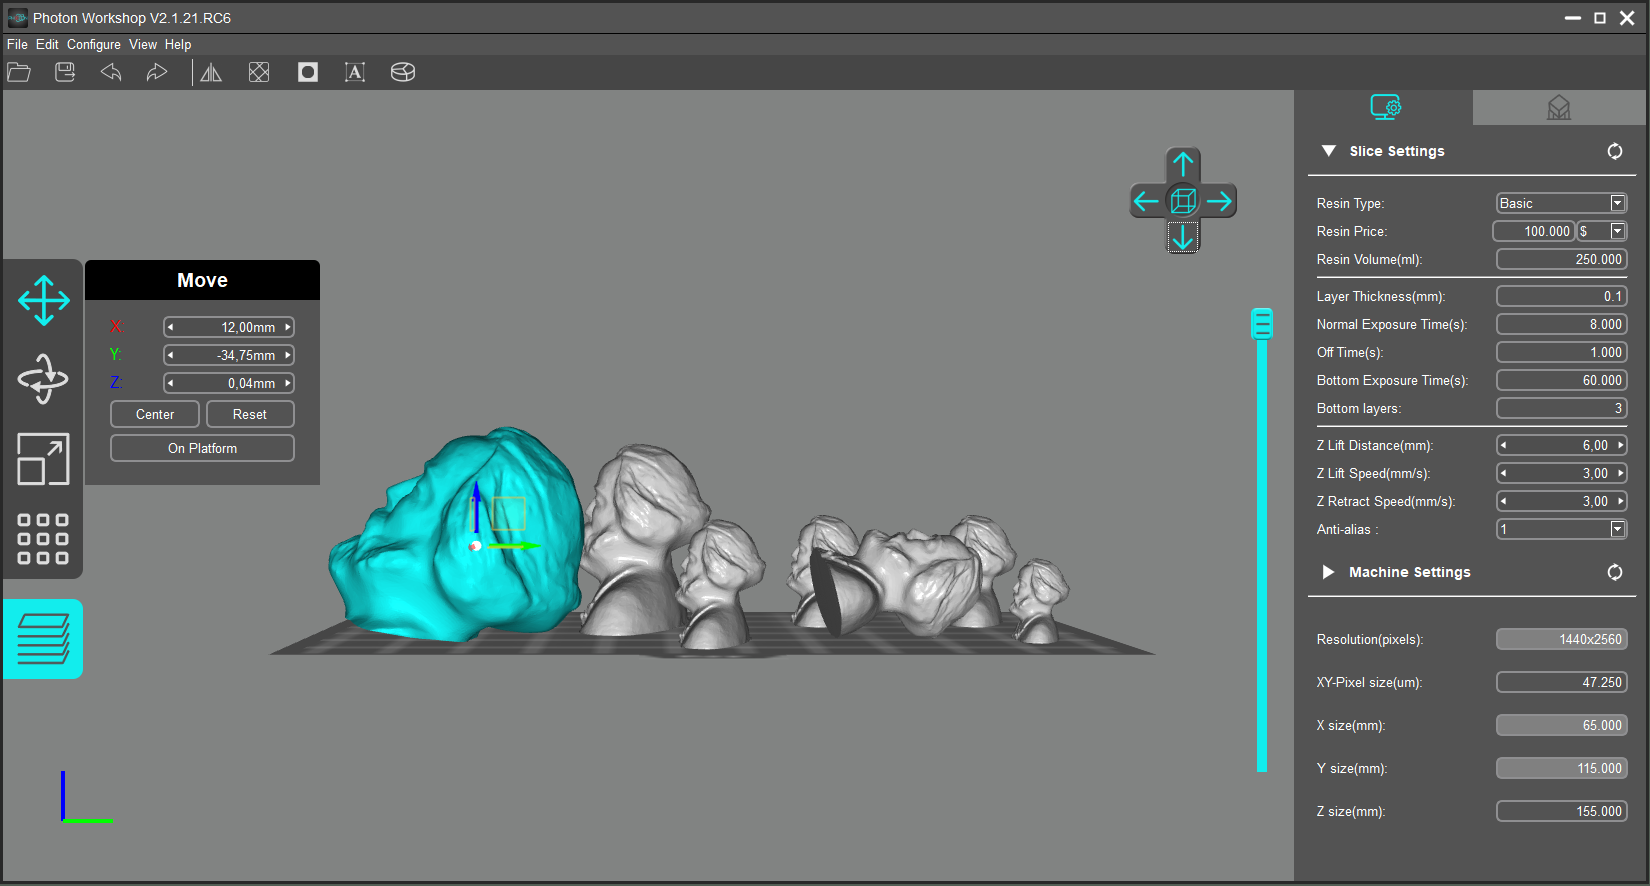 Photon Workshop V2.1.21.RC6
File Edit Configure View Help
A
Move
X: 12,00mm
Y: -34,75mm
Z: 0,04mm
Center Reset
On Platform
Slice Settings
Resin Type: Basic
Resin Price: 100.000 $
Resin Volume(ml): 250.000
Layer Thickness(mm): 0.1
Normal Exposure Time(s): 8.000
Off Time(s): 1.000
Bottom Exposure Time(s): 60.000
Bottom layers: 3
Z Lift Distance(mm): 6,00
Z Lift Speed(mm/s): 3,00
Z Retract Speed(mm/s): 3,00
Anti-alias : 1
Machine Settings
Resolution(pixels): 1440x2560
XY-Pixel size(um): 47.250
X size(mm): 65.000
Y size(mm): 115.000
Z size(mm): 155.000